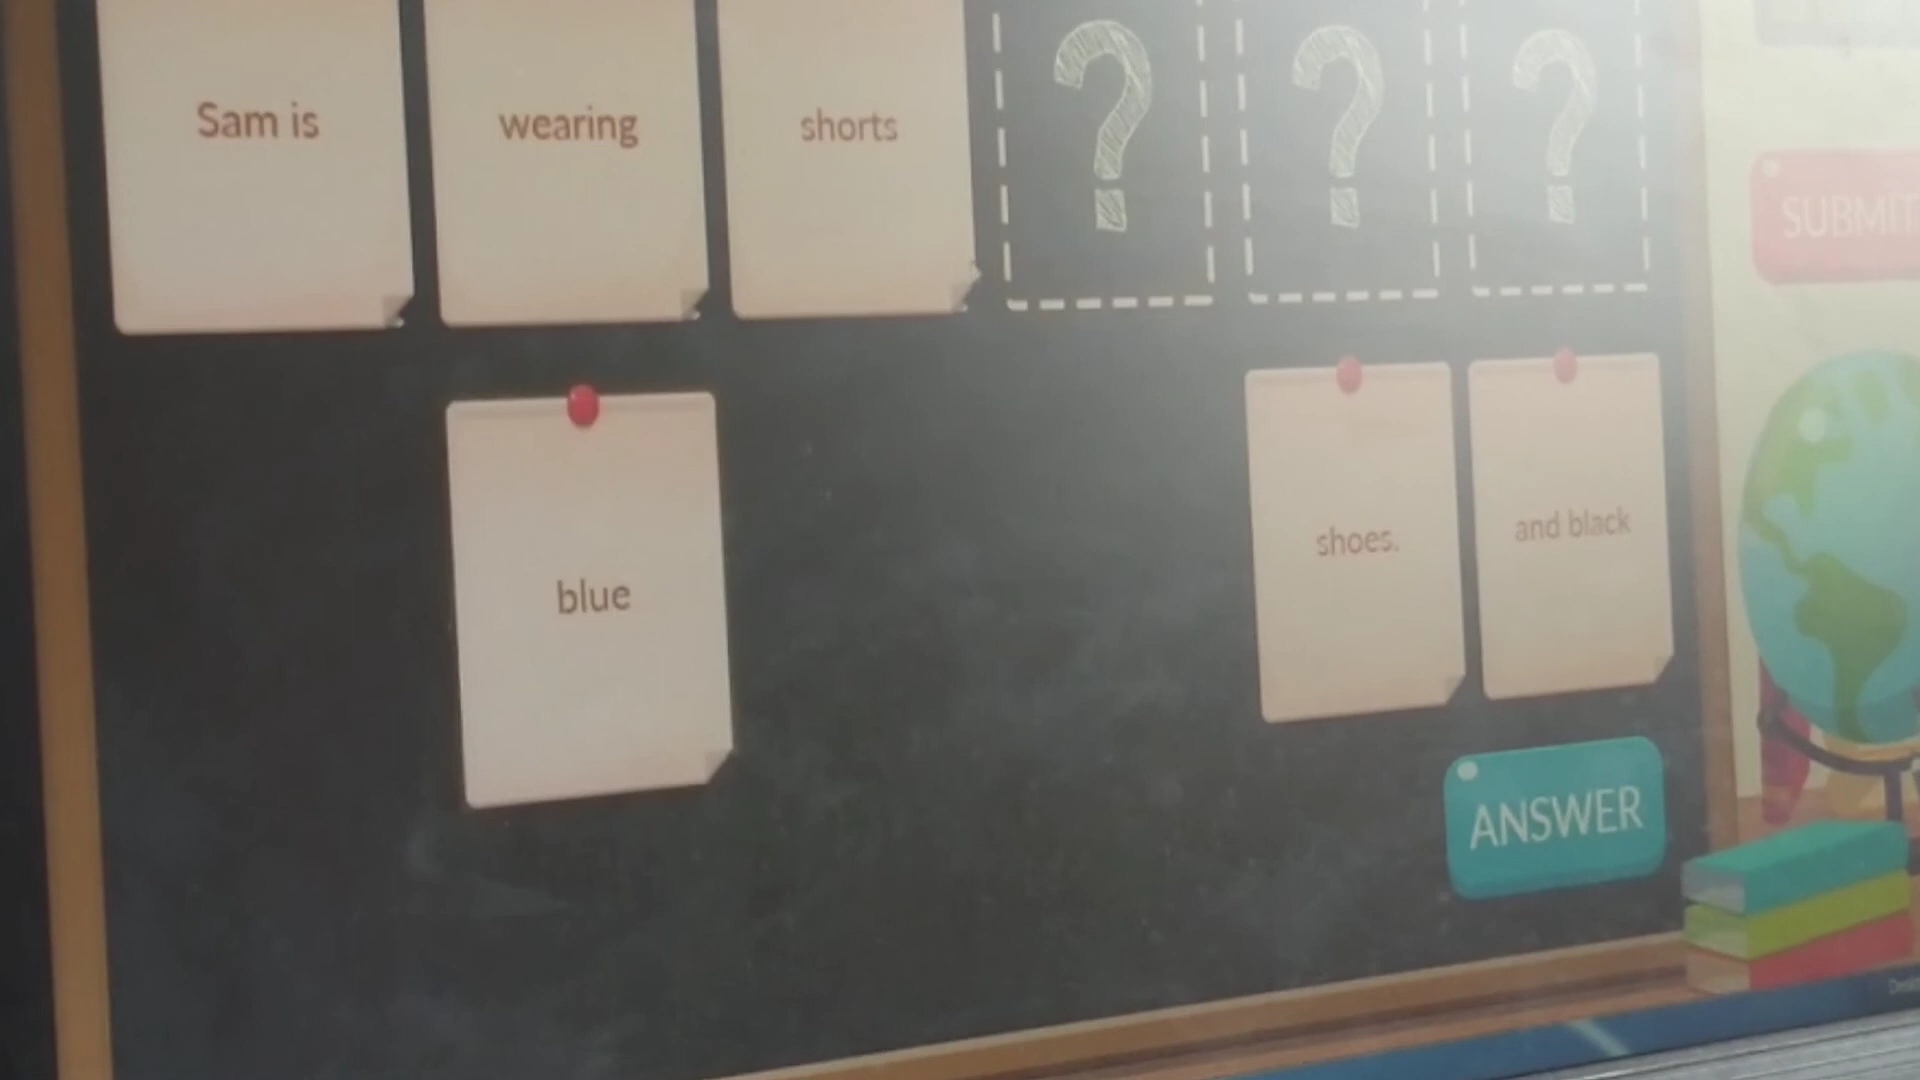 Sam is
wearing
shorts
?
?
?
SUBMIT
blue
shoes.
and black
ANSWER